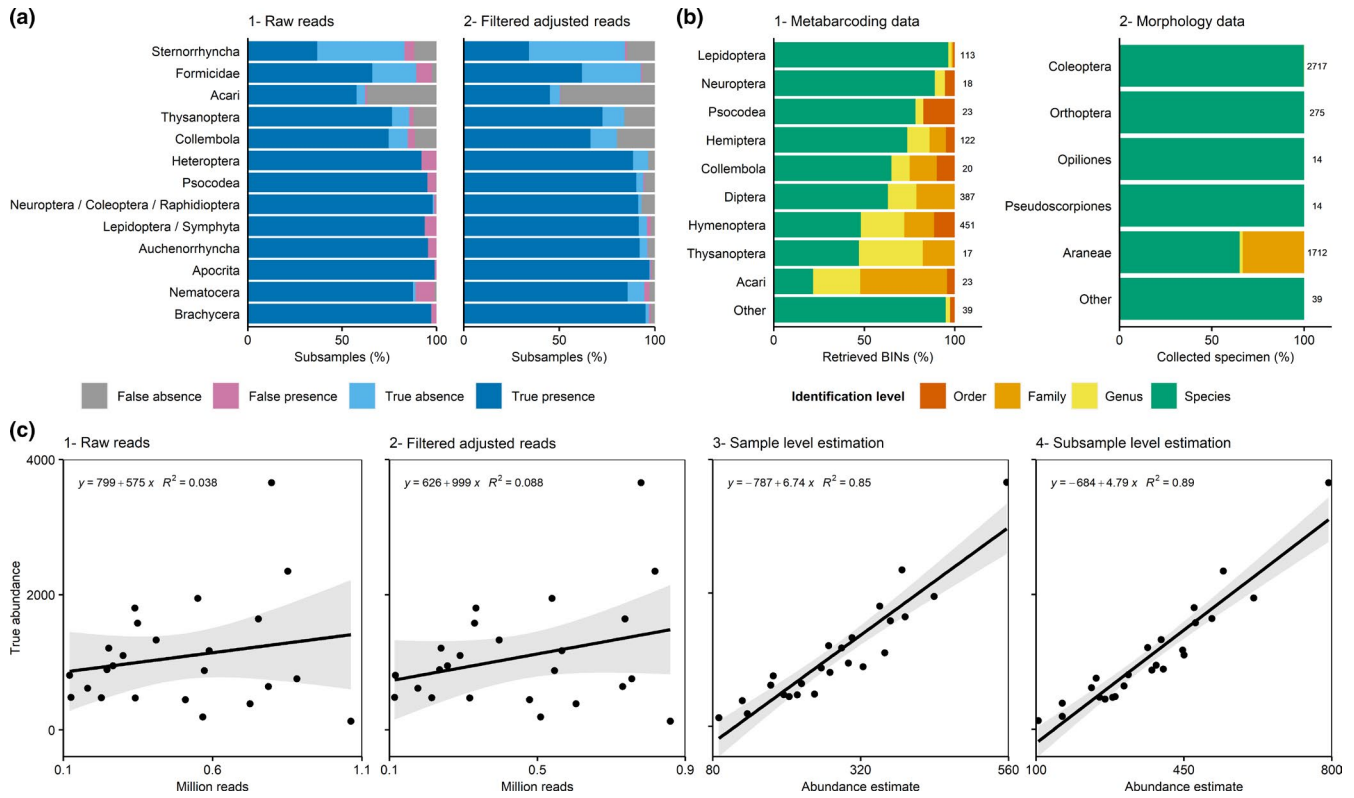 (a)
1- Raw reads
2- Filtered adjusted reads
Sternorrhyncha
Formicidae
Acari
Thysanoptera
Collembola
Heteroptera
Psocodea
Neuroptera / Coleoptera / Raphidioptera
Lepidoptera / Symphyta
Auchenorrhyncha
Apocrita
Nematocera
Brachycera
0 50 100
Subsamples (%)
0 50 100
Subsamples (%)
False absence False presence True absence True presence
(b)
1- Metabarcoding data
Lepidoptera 113
Neuroptera 18
Psocodea 23
Hemiptera 122
Collembola 20
Diptera 387
Hymenoptera 451
Thysanoptera 17
Acari 23
Other 39
0 50 100
Retrieved BINs (%)
2- Morphology data
Coleoptera 2717
Orthoptera 275
Opiliones 14
Pseudoscorpiones 14
Araneae 1712
Other 39
0 50 100
Collected specimen (%)
Identification level Order Family Genus Species
(c)
1- Raw reads
y = 799 + 575 x R² = 0.038
True abundance
4000
2000
0
0.1 0.6 1.1
Million reads
2- Filtered adjusted reads
y = 626 + 999 x R² = 0.088
0.1 0.5 0.9
Million reads
3- Sample level estimation
y = −787 + 6.74 x R² = 0.85
80 320 560
Abundance estimate
4- Subsample level estimation
y = −684 + 4.79 x R² = 0.89
100 450 800
Abundance estimate